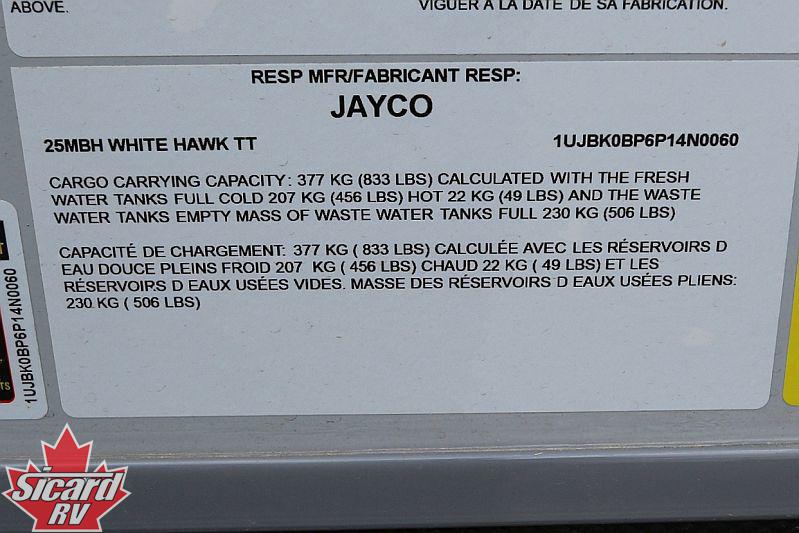 ABOVE.
VIGUER A LA DATE DE SA FABRICATION.
RESP MFR/FABRICANT RESP:
JAYCO
25MBH WHITE HAWK TT 1UJBK0BP6P14N0060
CARGO CARRYING CAPACITY: 377 KG (833 LBS) CALCULATED WITH THE FRESH
WATER TANKS FULL COLD 207 KG (456 LBS) HOT 22 KG (49 LBS) AND THE WASTE
WATER TANKS EMPTY MASS OF WASTE WATER TANKS FULL 230 KG (506 LBS)
CAPACITÉ DE CHARGEMENT: 377 KG ( 833 LBS) CALCULÉE AVEC LES RÉSERVOIRS D
EAU DOUCE PLEINS FROID 207 KG ( 456 LBS) CHAUD 22 KG ( 49 LBS) ET LES
RÉSERVOIRS D EAUX USÉES VIDES. MASSE DES RÉSERVOIRS D EAUX USÉES PLIENS:
230 KG ( 506 LBS)
1UJBK0BP6P14N0060
Sicard
RV